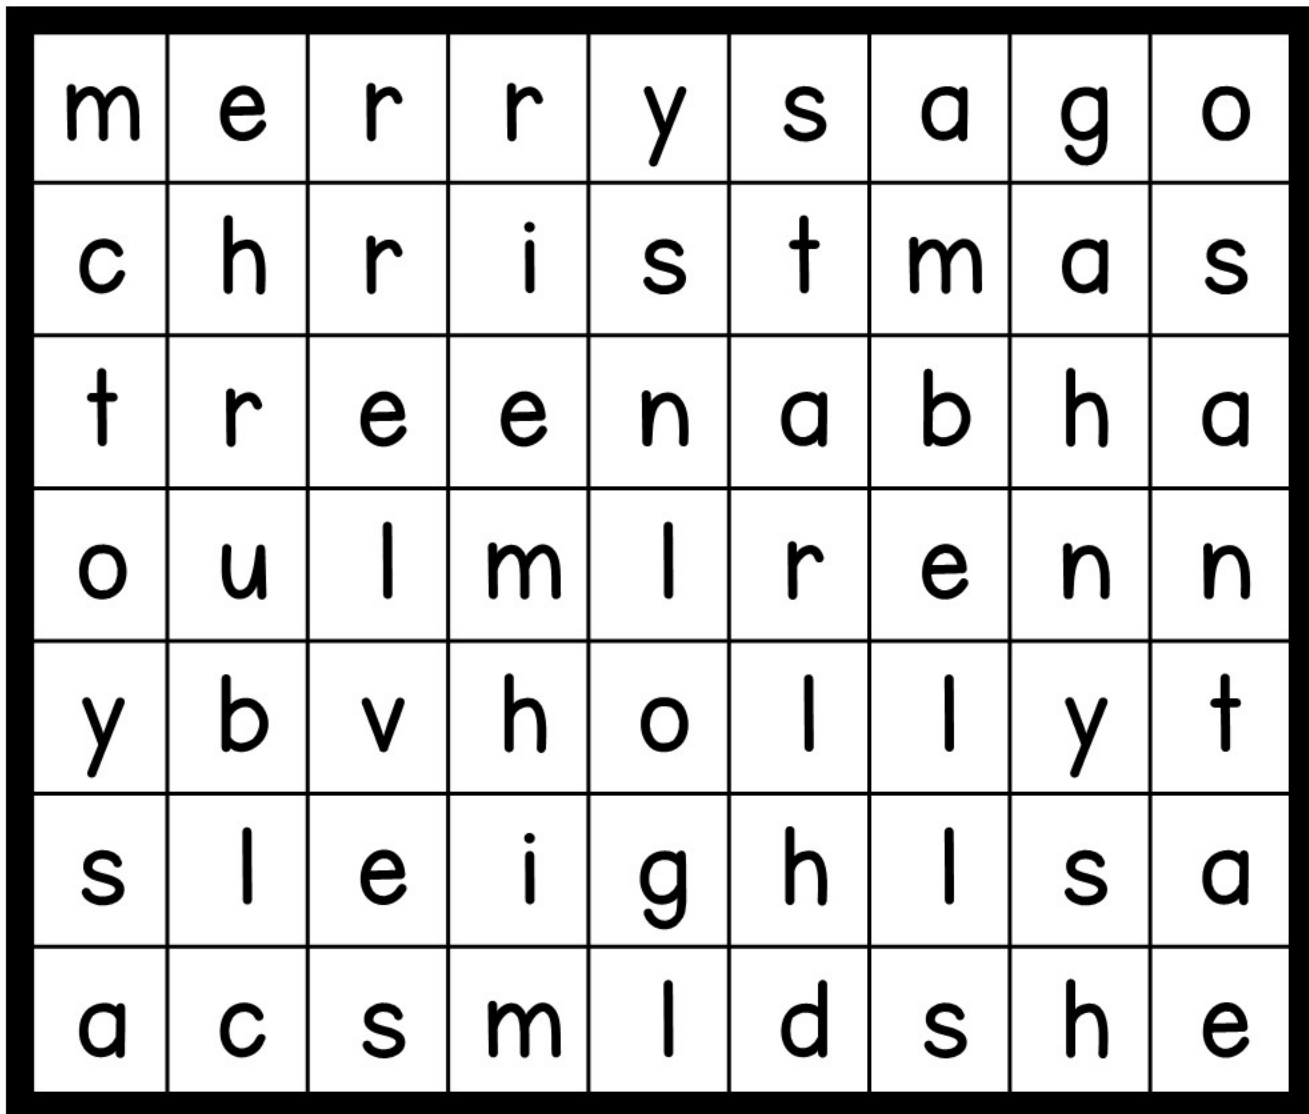 m e r r y s a g o
c h r i s t m a s
t r e e n a b h a
o u l m l r e n n
y b v h o l l y t
s l e i g h l s a
a c s m l d s h e